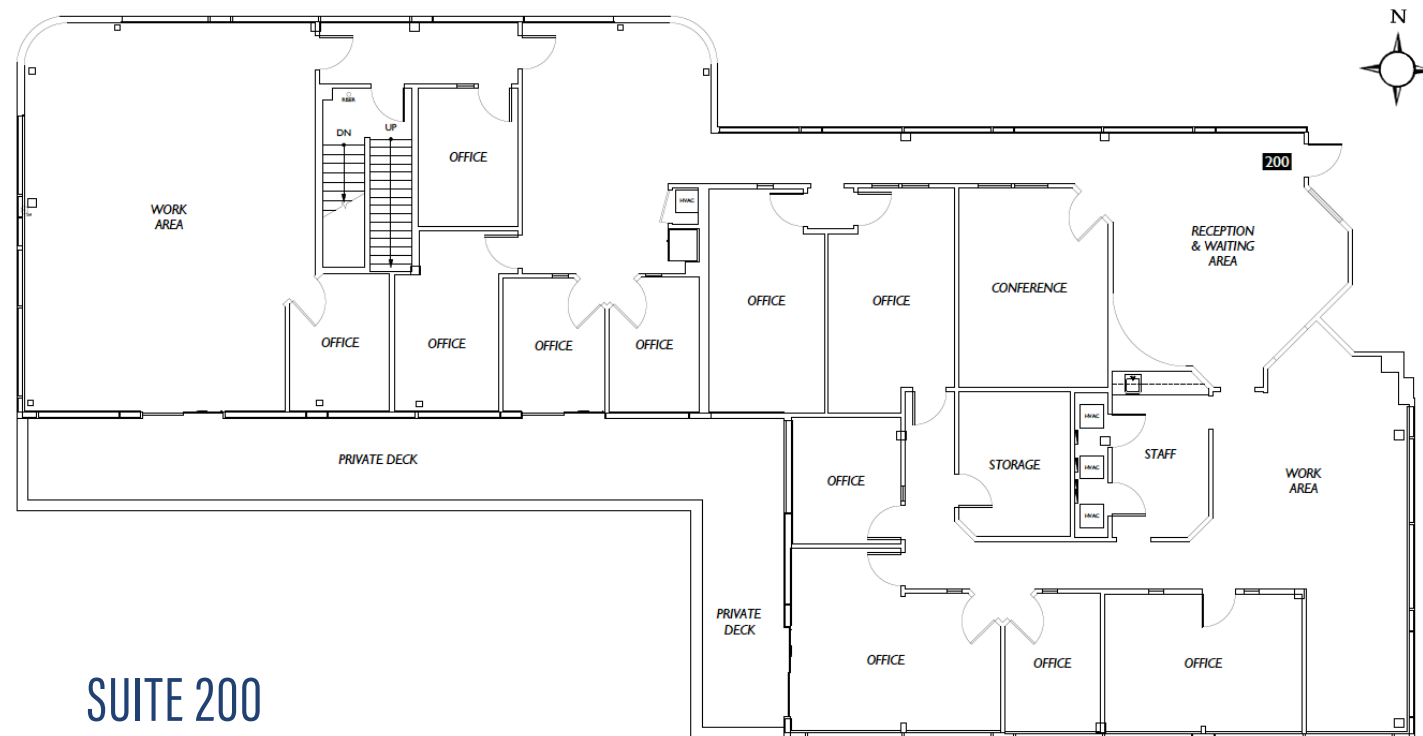 N
REER
DN
UP
OFFICE
200
WORK
AREA
HVAC
RECEPTION
& WAITING
AREA
OFFICE
OFFICE
CONFERENCE
OFFICE
OFFICE
OFFICE
OFFICE
HVAC
PRIVATE DECK
OFFICE
STORAGE
HVAC
STAFF
WORK
AREA
HVAC
PRIVATE
DECK
OFFICE
OFFICE
OFFICE
SUITE 200